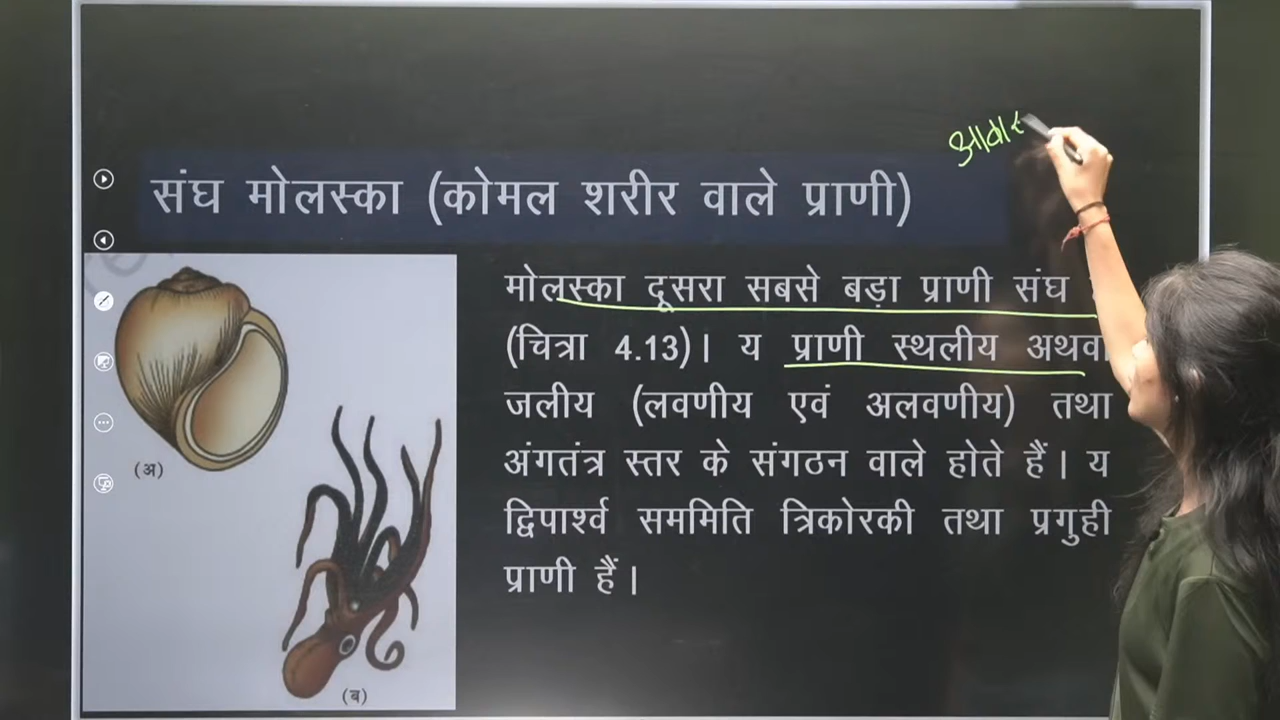 आवा
संघ मोलस्का (कोमल शरीर वाले प्राणी)
मोलस्का दूसरा सबसे बड़ा प्राणी संघ
(चित्रा 4.13)। य प्राणी स्थलीय अथवा
जलीय (लवणीय एवं अलवणीय) तथा
अंगतंत्र स्तर के संगठन वाले होते हैं। य
द्विपार्श्व सममिति त्रिकोरकी तथा प्रगुही
प्राणी हैं।
(अ)
(ब)